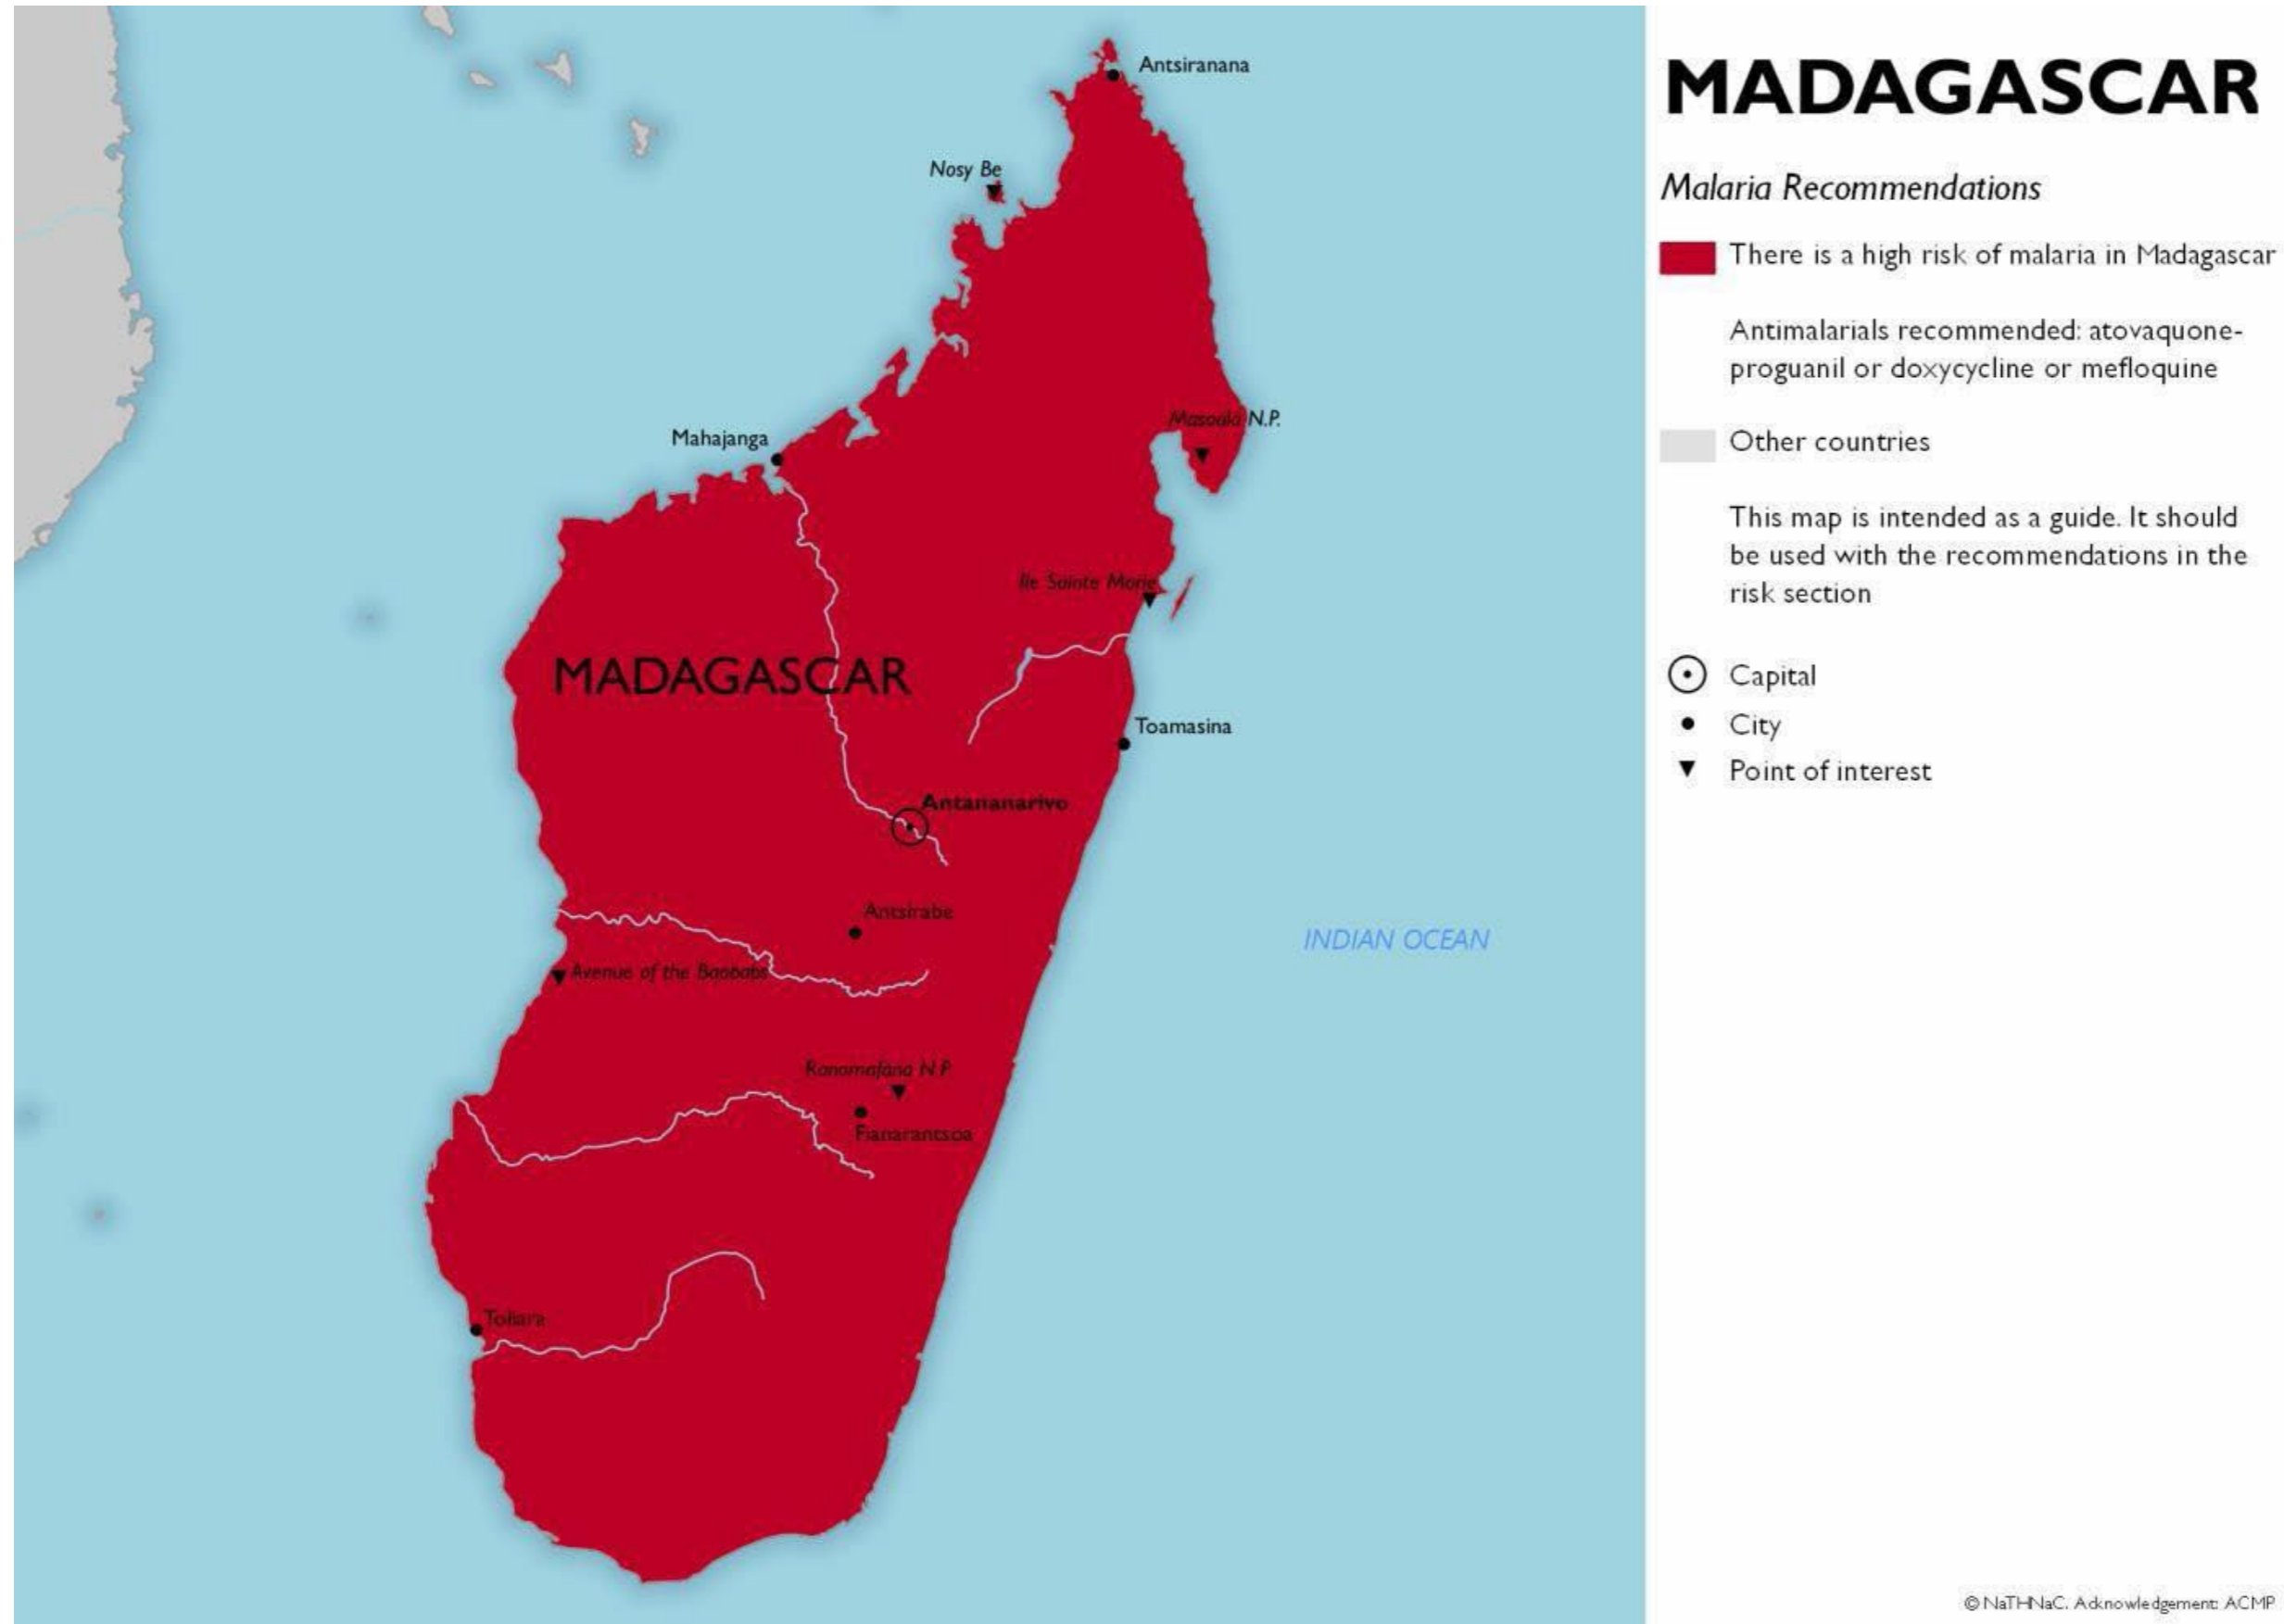 MADAGASCAR
Malaria Recommendations
There is a high risk of malaria in Madagascar
Antimalarials recommended: atovaquone-
proguanil or doxycycline or mefloquine
Other countries
This map is intended as a guide. It should
be used with the recommendations in the
risk section
Capital
City
Point of interest
Antsiranana
Nosy Be
Masoala N.P.
Mahajanga
Ile Sainte Marie
MADAGASCAR
Toamasina
Antananarivo
Antsirabe
INDIAN OCEAN
Avenue of the Baobabs
Ranomafana N.P.
Fianarantsoa
Toliara
© NaTHNaC. Acknowledgement: ACMP